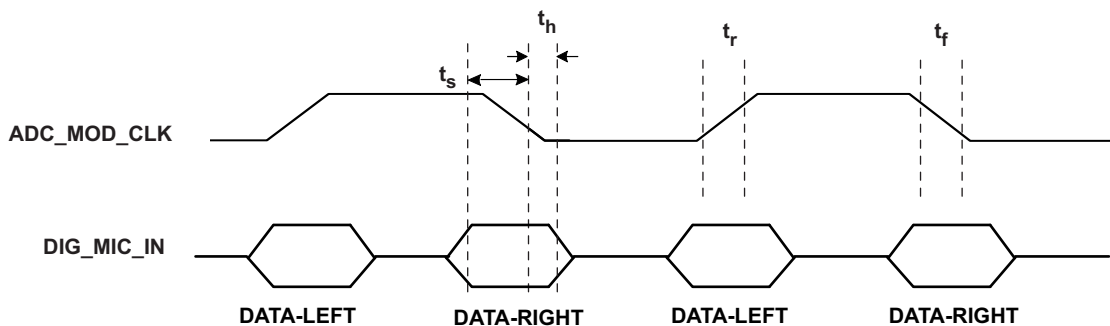 t_h
t_r
t_f
t_s
ADC_MOD_CLK
DIG_MIC_IN
DATA-LEFT
DATA-RIGHT
DATA-LEFT
DATA-RIGHT